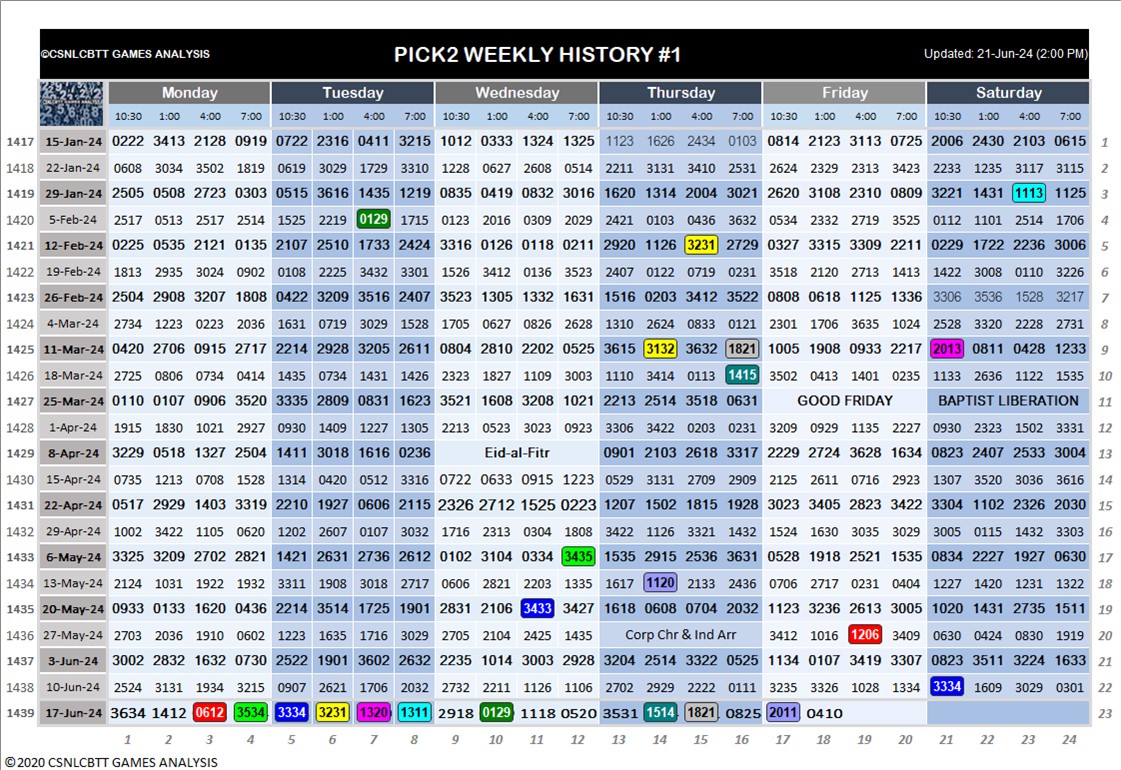 ©CSNLCBTT GAMES ANALYSIS PICK2 WEEKLY HISTORY #1 Updated: 21-Jun-24 (2:00 PM)
Monday Tuesday Wednesday Thursday Friday Saturday
10:30 1:00 4:00 7:00 10:30 1:00 4:00 7:00 10:30 1:00 4:00 7:00 10:30 1:00 4:00 7:00 10:30 1:00 4:00 7:00 10:30 1:00 4:00 7:00
1417 15-Jan-24 0222 3413 2128 0919 0722 2316 0411 3215 1012 0333 1324 1325 1123 1626 2434 0103 0814 2123 3113 0725 2006 2430 2103 0615 1
1418 22-Jan-24 0608 3034 3502 1819 0619 3029 1729 3310 1228 0627 2608 0514 2211 3131 3410 2531 2624 2329 2313 3423 2233 1235 3117 3115 2
1419 29-Jan-24 2505 0508 2723 0303 0515 3616 1435 1219 0835 0419 0832 3016 1620 1314 2004 3021 2620 3108 2310 0809 3221 1431 1113 1125 3
1420 5-Feb-24 2517 0513 2517 2514 1525 2219 0129 1715 0123 2016 0309 2029 2421 0103 0436 3632 0534 2332 2719 3525 0112 1101 2514 1706 4
1421 12-Feb-24 0225 0535 2121 0135 2107 2510 1733 2424 3316 0126 0118 0211 2920 1126 3231 2729 0327 3315 3309 2211 0229 1722 2236 3006 5
1422 19-Feb-24 1813 2935 3024 0902 0108 2225 3432 3301 1526 3412 0136 3523 2407 0122 0719 0231 3518 2120 2713 1413 1422 3008 0110 3226 6
1423 26-Feb-24 2504 2908 3207 1808 0422 3209 3516 2407 3523 1305 1332 1631 1516 0203 3412 3522 0808 0618 1125 1336 3306 3536 1528 3217 7
1424 4-Mar-24 2734 1223 0223 2036 1631 0719 3029 1528 1705 0627 0826 2628 1310 2624 0833 0121 2301 1706 3635 1024 2528 3320 2228 2731 8
1425 11-Mar-24 0420 2706 0915 2717 2214 2928 3205 2611 0804 2810 2202 0525 3615 3132 3632 1821 1005 1908 0933 2217 2013 0811 0428 1233 9
1426 18-Mar-24 2725 0806 0734 1414 1435 0734 1431 1426 2323 1827 1109 3003 1110 3414 0113 1415 3502 0413 1401 0235 1133 2636 1122 1535 10
1427 25-Mar-24 0110 0107 0906 3520 3335 2809 0831 1623 3521 1608 3208 1021 2213 2514 3518 0631 GOOD FRIDAY BAPTIST LIBERATION 11
1428 1-Apr-24 1915 1830 1021 2927 0930 1409 1227 1305 2213 0523 3023 0923 3306 3422 0203 0231 3209 0929 1135 2227 0930 2323 1502 3331 12
1429 8-Apr-24 3229 0518 1327 2504 1411 3018 1616 0236 Eid-al-Fitr 0901 2103 2618 3317 2229 2724 3628 1634 0823 2407 2533 3004 13
1430 15-Apr-24 0735 1213 0708 1528 1314 0420 0512 3316 0722 0633 0915 1223 0529 3131 2709 2909 2125 2611 0716 2923 1307 3520 3036 3616 14
1431 22-Apr-24 0517 2929 1403 3319 2210 1927 0606 2115 2326 2712 1525 0223 1207 1502 1815 1928 3023 3405 2823 3422 3304 1102 2326 2030 15
1432 29-Apr-24 1002 3422 1105 0620 1202 2607 0107 3032 1716 2313 0304 1808 3422 1126 3321 1432 1524 1630 3035 3029 3005 0115 1432 3303 16
1433 6-May-24 3325 3209 2702 2821 1421 2631 2736 2612 0102 3104 0334 3435 1535 2915 2536 3631 0528 1918 2521 1535 0834 2227 1927 0630 17
1434 13-May-24 2124 1031 1922 1932 3311 1908 3018 2717 0606 2821 2203 1335 1617 1120 2133 2436 0706 2717 0231 0404 1227 1420 1231 1322 18
1435 20-May-24 0933 0133 1620 0436 2214 3514 1725 1901 2831 2106 3433 3427 1618 0608 0704 2032 1123 3236 2613 3005 1020 1431 2735 1511 19
1436 27-May-24 2703 2036 1910 0602 1223 1635 1716 3029 2705 2104 2425 1435 Corp Chr & Ind Arr 3412 1016 1206 3409 0630 0424 0830 1919 20
1437 3-Jun-24 3002 2832 1632 0730 2522 1901 3602 2632 2235 1014 3003 2928 3204 2514 3322 0525 1134 0107 3419 3307 0823 3511 3224 1633 21
1438 10-Jun-24 2524 3131 1934 3215 0907 2621 1706 2032 2732 2211 1126 1106 2702 2929 2222 0111 3235 3326 1028 1334 3334 1609 3029 0301 22
1439 17-Jun-24 3634 1412 0612 3534 3334 3231 1320 1311 2918 0129 1118 0520 3531 1514 1821 0825 2011 0410 23
1 2 3 4 5 6 7 8 9 10 11 12 13 14 15 16 17 18 19 20 21 22 23 24
©2020 CSNLCBTT GAMES ANALYSIS